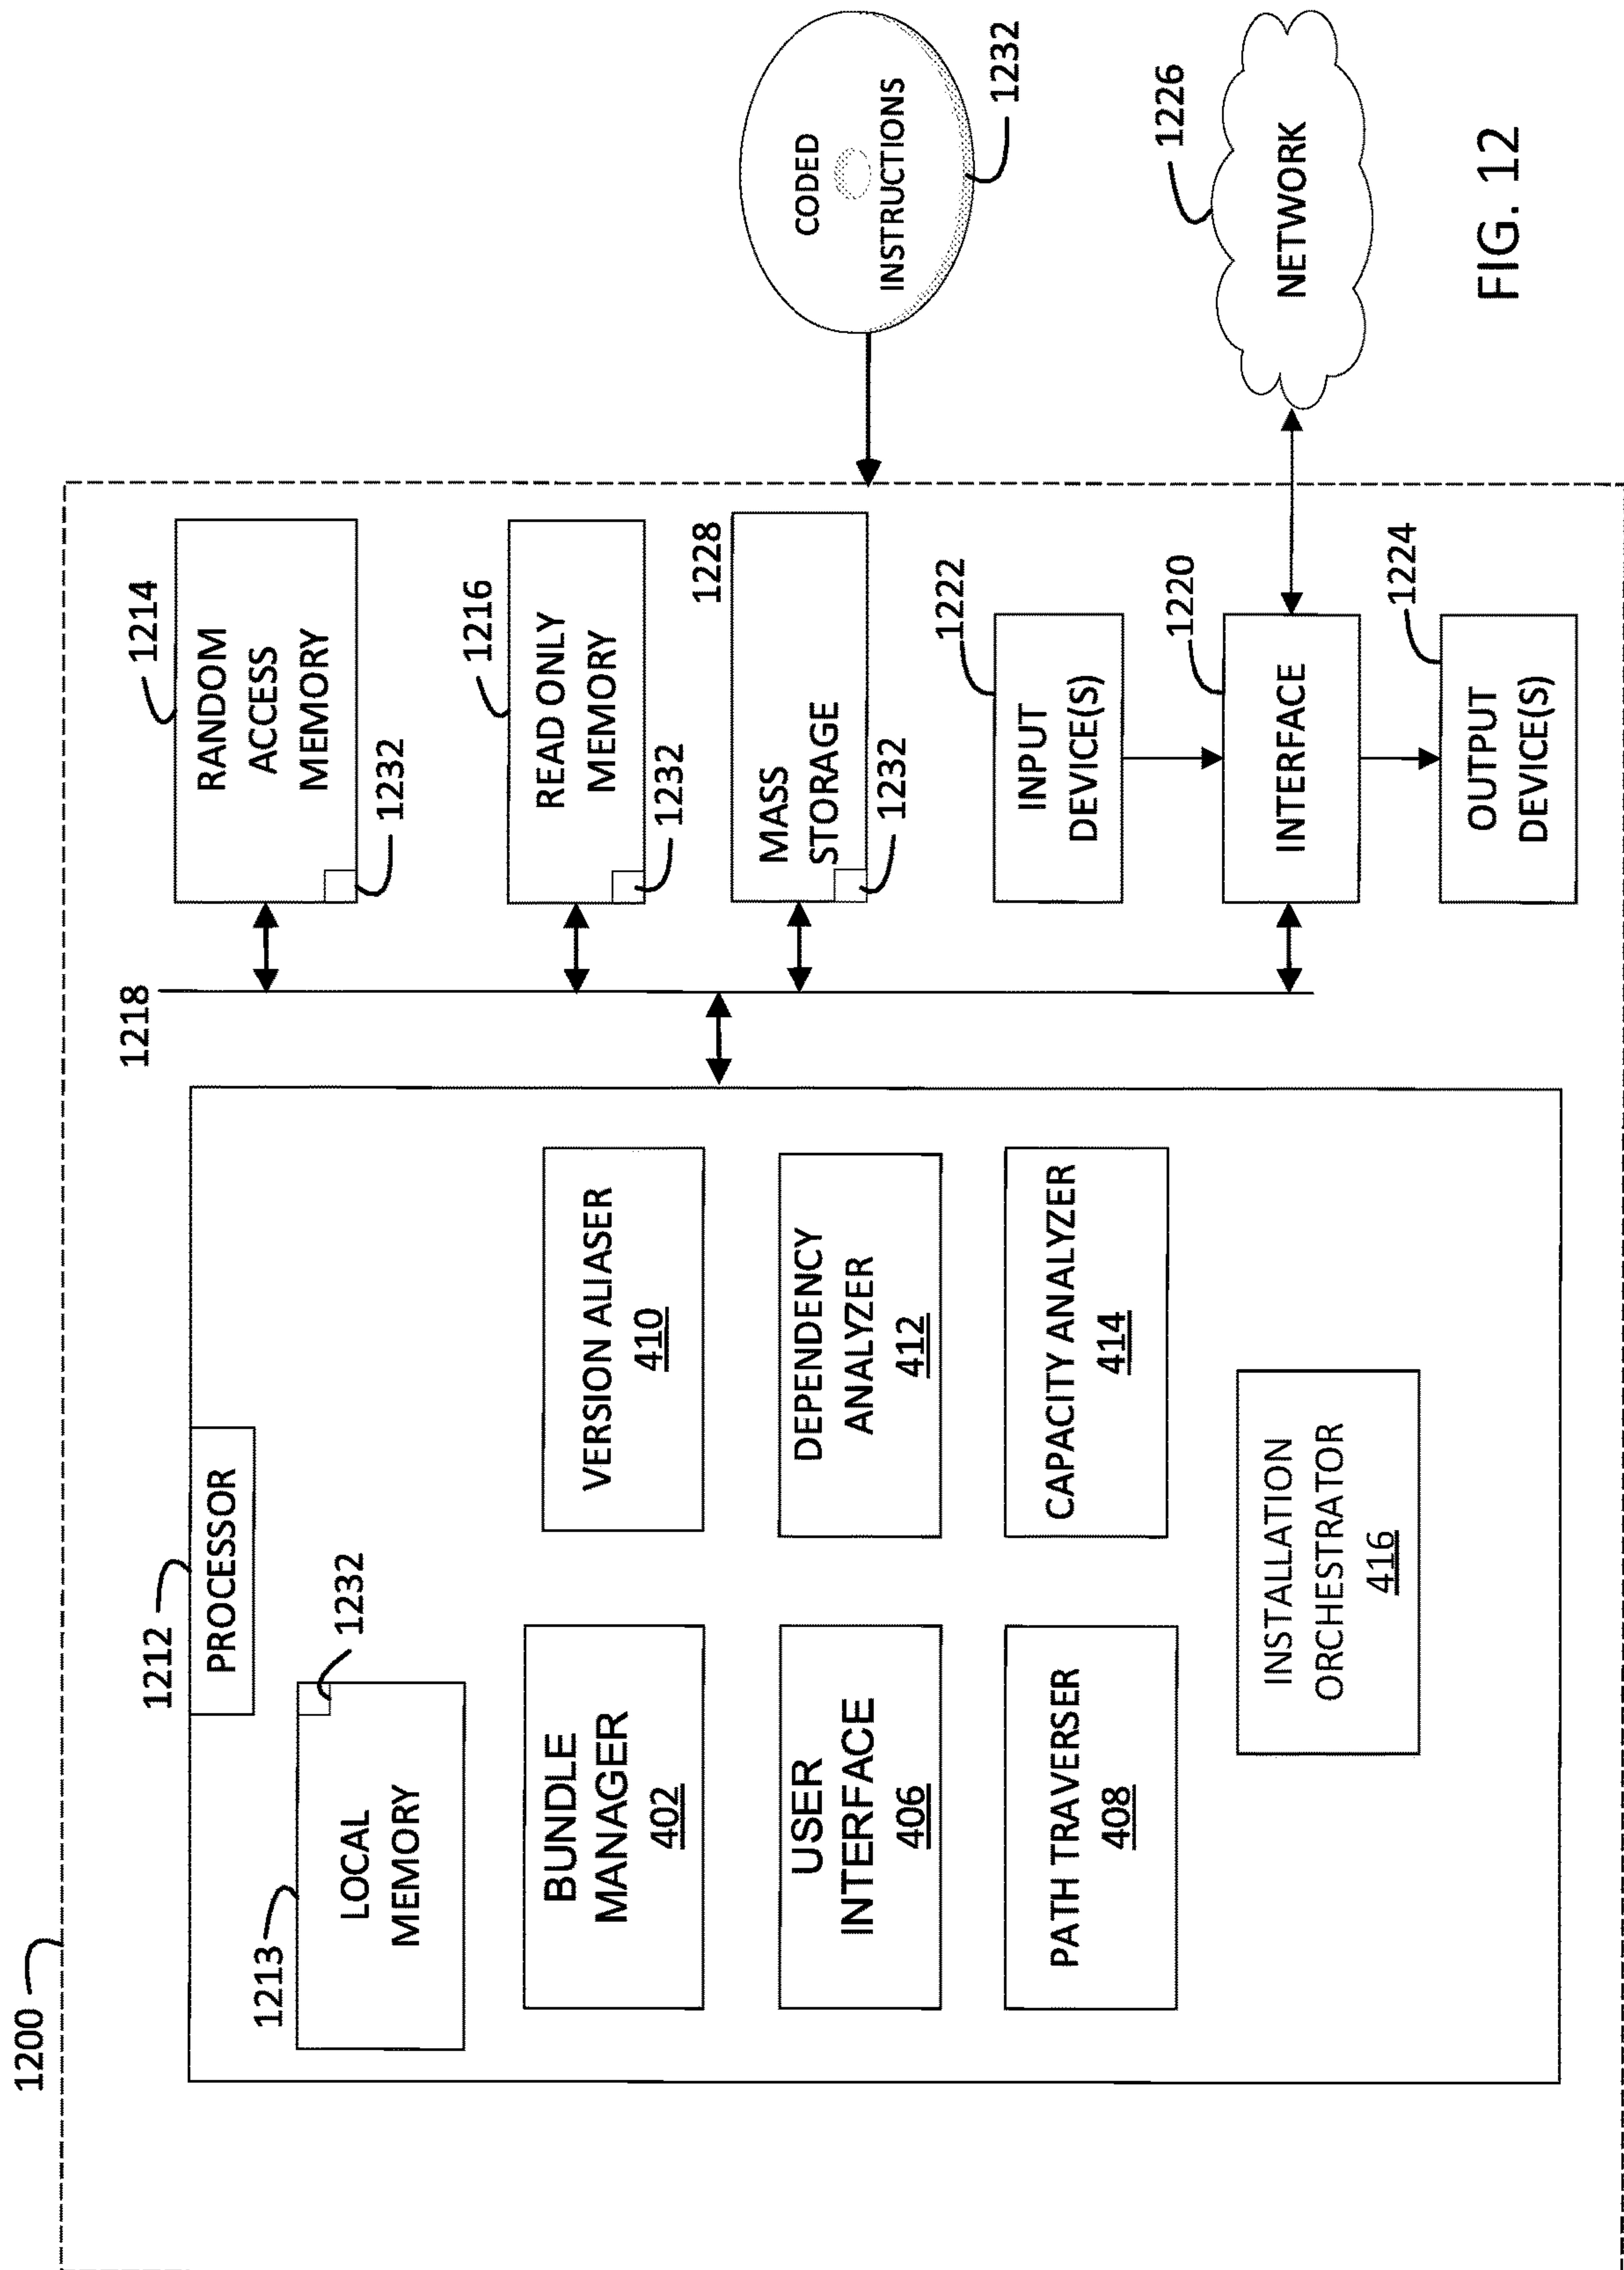 1200
1212
PROCESSOR
1213
LOCAL
MEMORY
1232
BUNDLE
MANAGER
402
VERSION ALIASER
410
USER
INTERFACE
406
DEPENDENCY
ANALYZER
412
PATH TRAVERSER
408
CAPACITY ANALYZER
414
INSTALLATION
ORCHESTRATOR
416
1218
1214
RANDOM
ACCESS
MEMORY
1232
1216
READ ONLY
MEMORY
1232
1228
MASS
STORAGE
1232
1222
INPUT
DEVICE(S)
1220
INTERFACE
1224
OUTPUT
DEVICE(S)
CODED
INSTRUCTIONS
1232
1226
NETWORK
FIG. 12